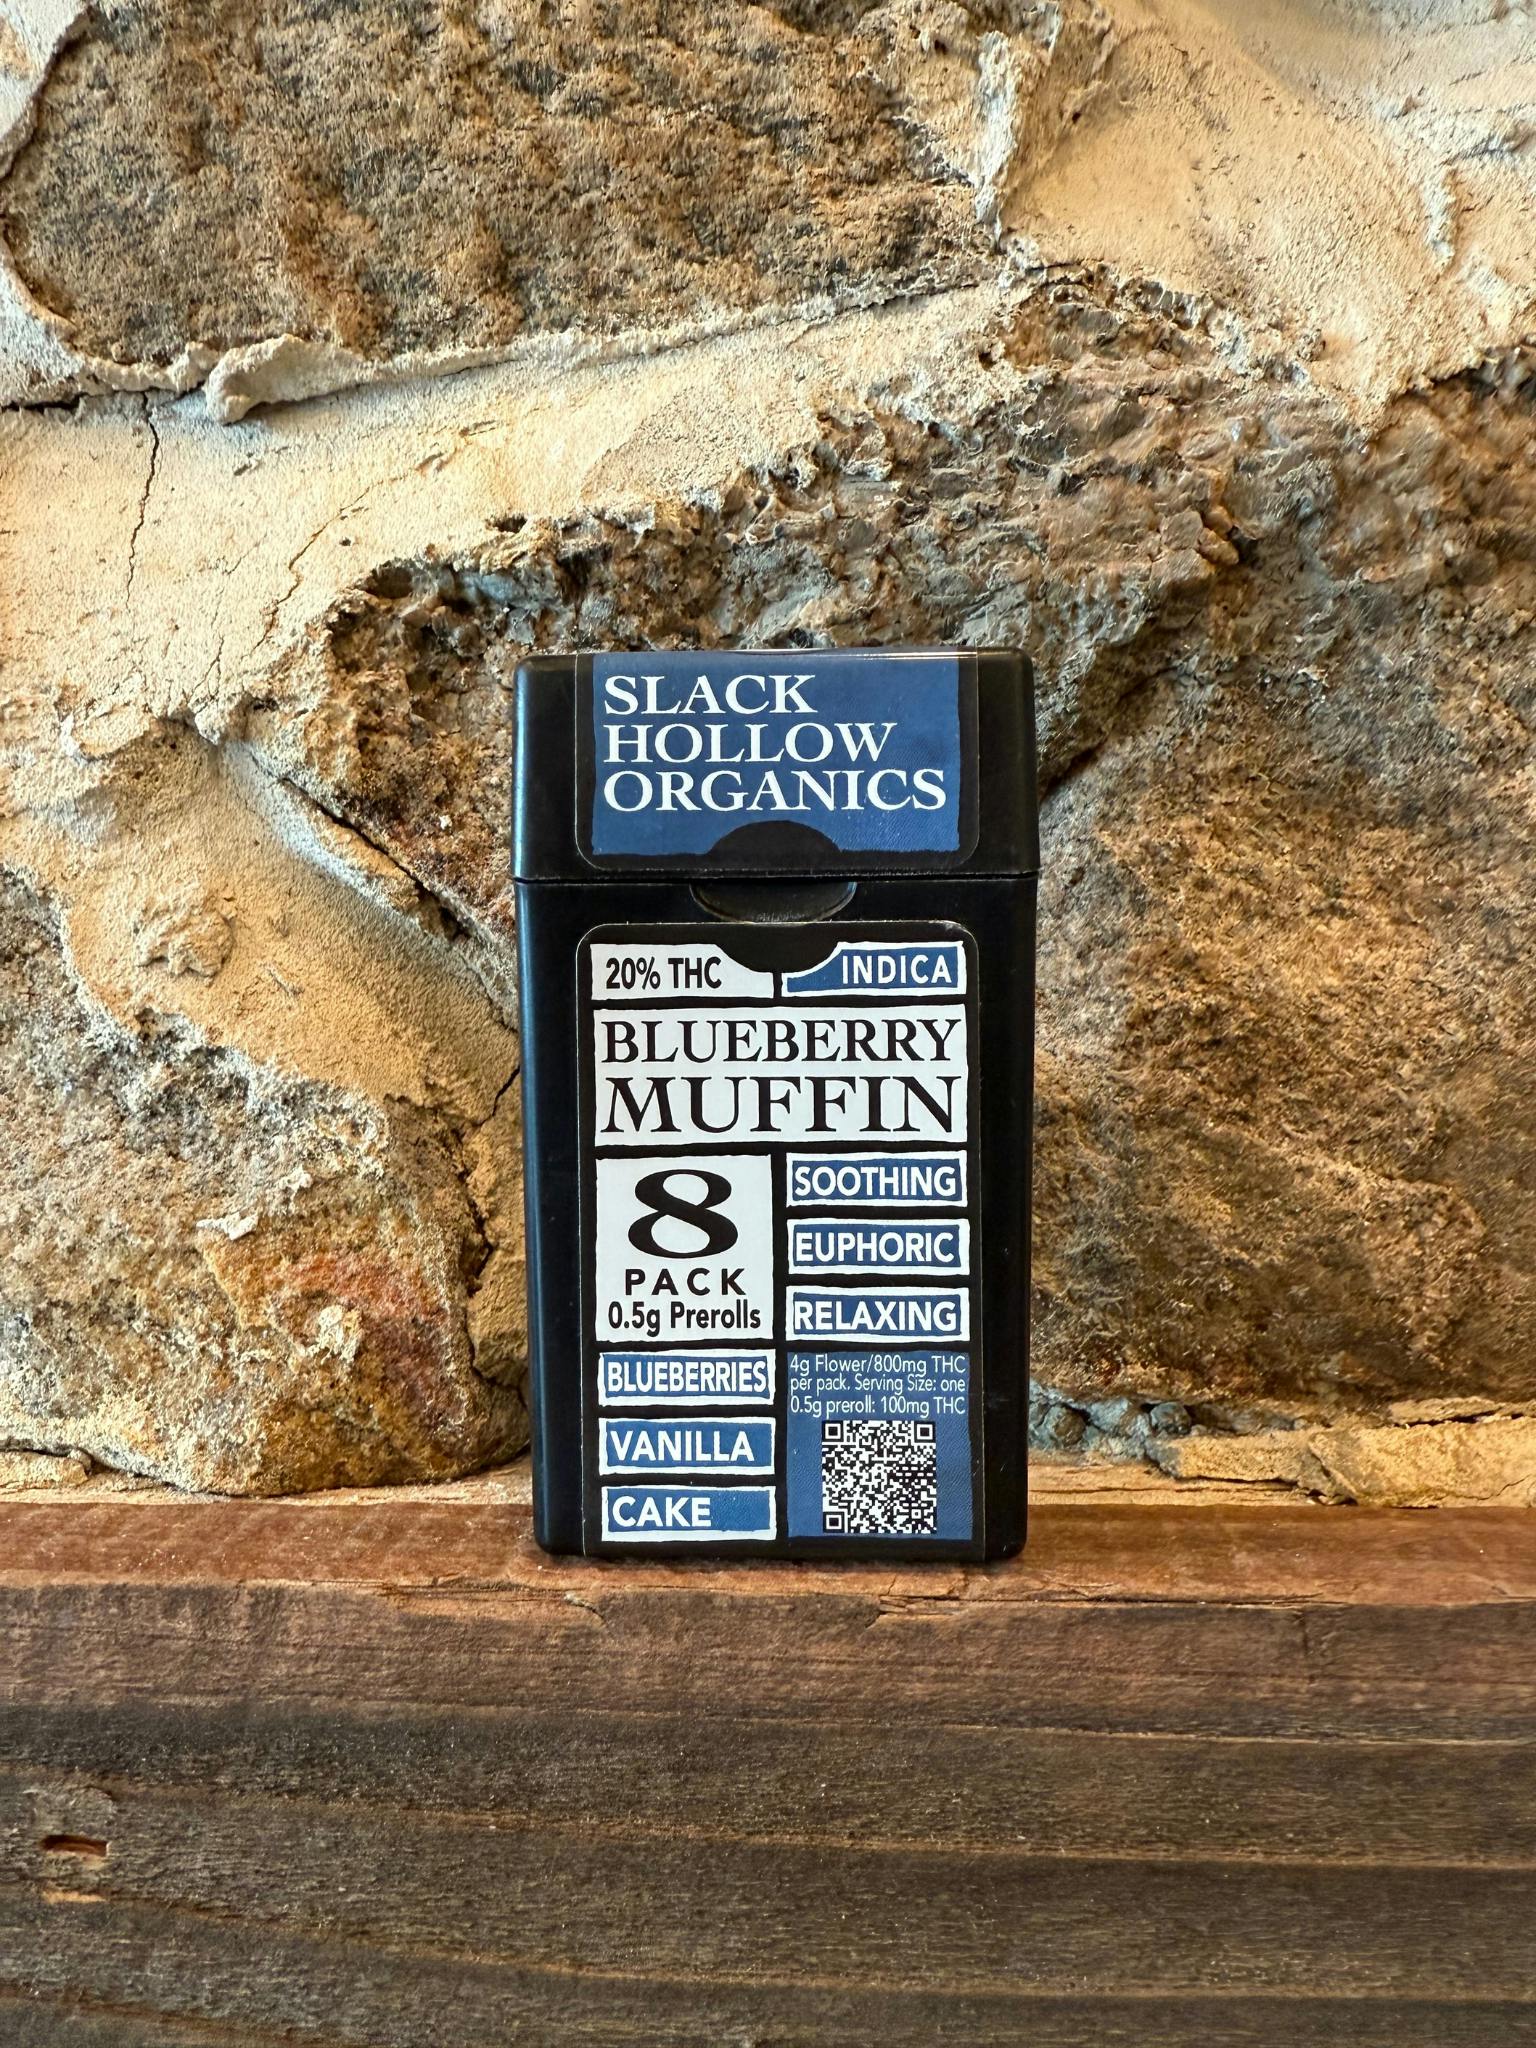 SLACK
HOLLOW
ORGANICS
20% THC
INDICA
BLUEBERRY
MUFFIN
8
PACK
0.5g Prerolls
SOOTHING
EUPHORIC
RELAXING
BLUEBERRIES
VANILLA
CAKE
4g Flower/800mg THC
per pack. Serving Size: one
0.5g preroll: 100mg THC